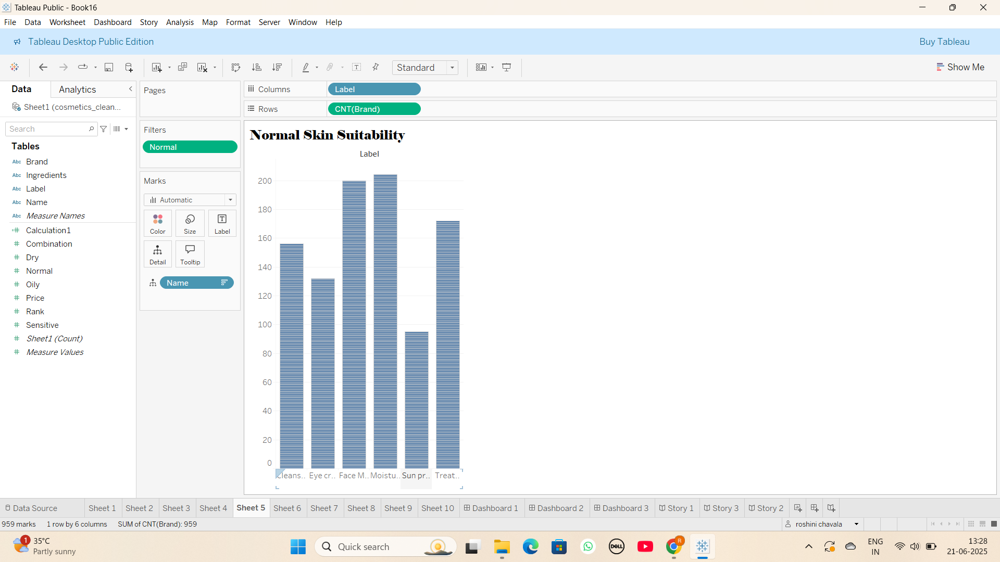 Tableau Public - Book16
File Data Worksheet Dashboard Story Analysis Map Format Server Window Help
Tableau Desktop Public Edition
Buy Tableau
Standard
Show Me
Data
Analytics
Sheet1 (cosmetics_clean...
Search
Tables
Abc Brand
Abc Ingredients
Abc Label
Abc Name
Abc Measure Names
Calculation1
Combination
Dry
Normal
Oily
Price
Rank
Sensitive
Sheet1 (Count)
Measure Values
Pages
Filters
Normal
Marks
Automatic
Color Size Label
Detail Tooltip
Name
Columns Label
Rows CNT(Brand)
Normal Skin Suitability
Label
200
180
160
140
120
100
80
60
40
20
0
Cleans.. Eye cr.. Face M.. Moistu.. Sun pr.. Treat..
Data Source Sheet 1 Sheet 2 Sheet 3 Sheet 4 Sheet 5 Sheet 6 Sheet 7 Sheet 8 Sheet 9 Sheet 10 Dashboard 1 Dashboard 2 Dashboard 3 Story 1 Story 3 Story 2
959 marks 1 row by 6 columns SUM of CNT(Brand): 959
roshini chavala
1
35°C
Partly sunny
Quick search
DELL
R
ENG
IN
13:28
21-06-2025